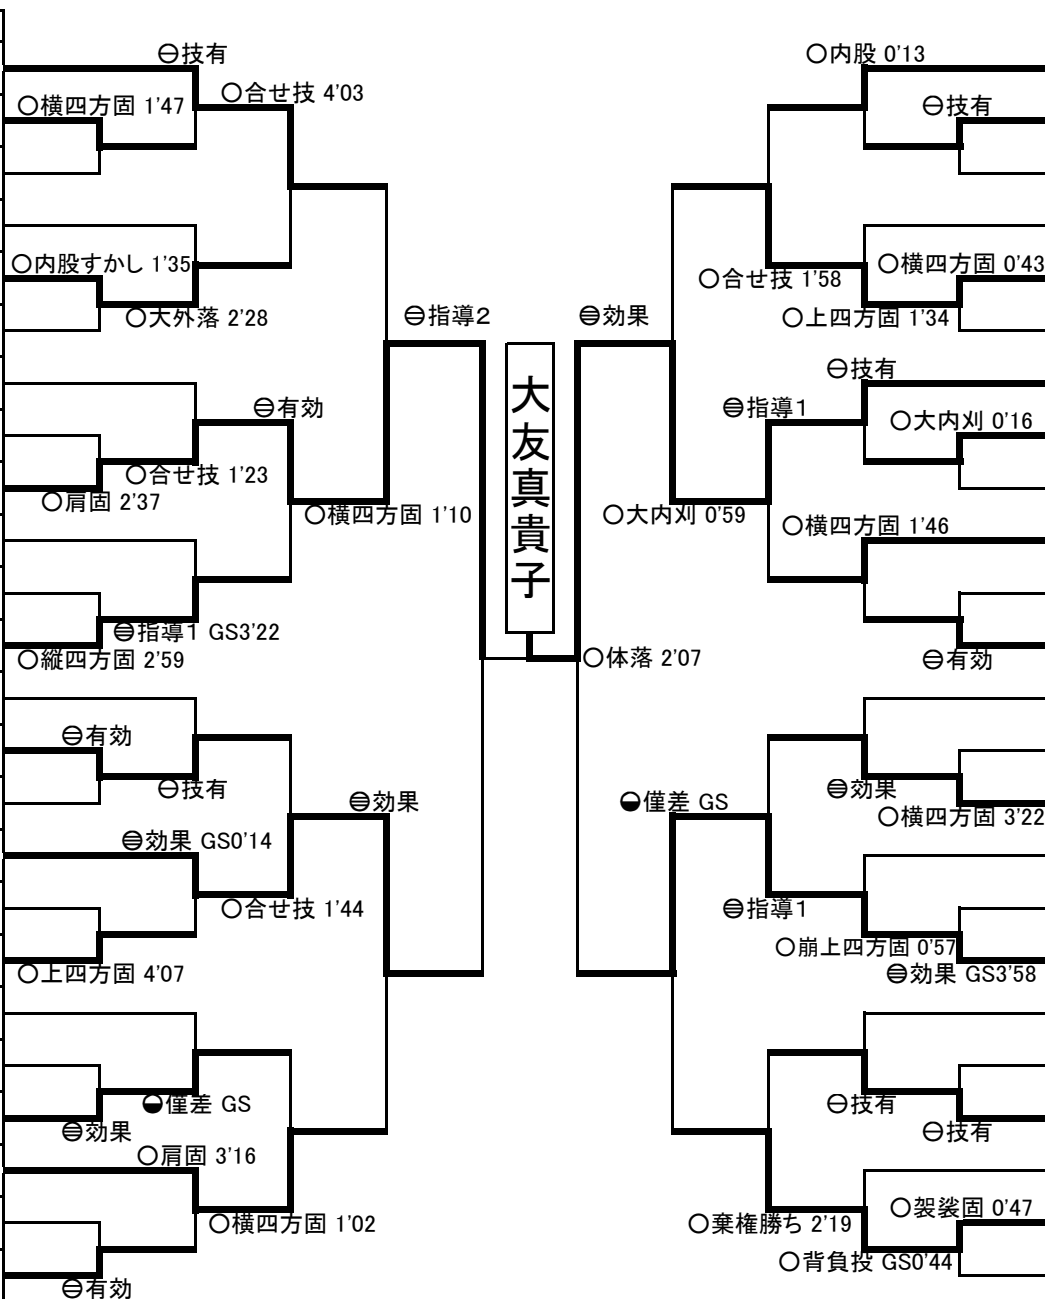 ⊖技有
○横四方固 1'47
○合せ技 4'03
○内股すかし 1'35
○大外落 2'28
○合せ技 1'23
○肩固 2'37
⊜有効
○横四方固 1'10
⊜指導1 GS3'22
○縦四方固 2'59
⊜指導2
⊜有効
⊖技有
⊜効果 GS0'14
○合せ技 1'44
○上四方固 4'07
⊜効果
◒僅差 GS
⊜効果
○肩固 3'16
○横四方固 1'02
⊜有効
大友真貴子
○体落 2'07
⊜効果
○内股 0'13
⊖技有
○合せ技 1'58
○横四方固 0'43
○上四方固 1'34
⊖技有
⊜指導1
○大内刈 0'16
○大内刈 0'59
○横四方固 1'46
⊜有効
◒僅差 GS
⊜効果
○横四方固 3'22
⊜指導1
○崩上四方固 0'57
⊜効果 GS3'58
⊖技有
⊖技有
○棄権勝ち 2'19
○袈裟固 0'47
○背負投 GS0'44